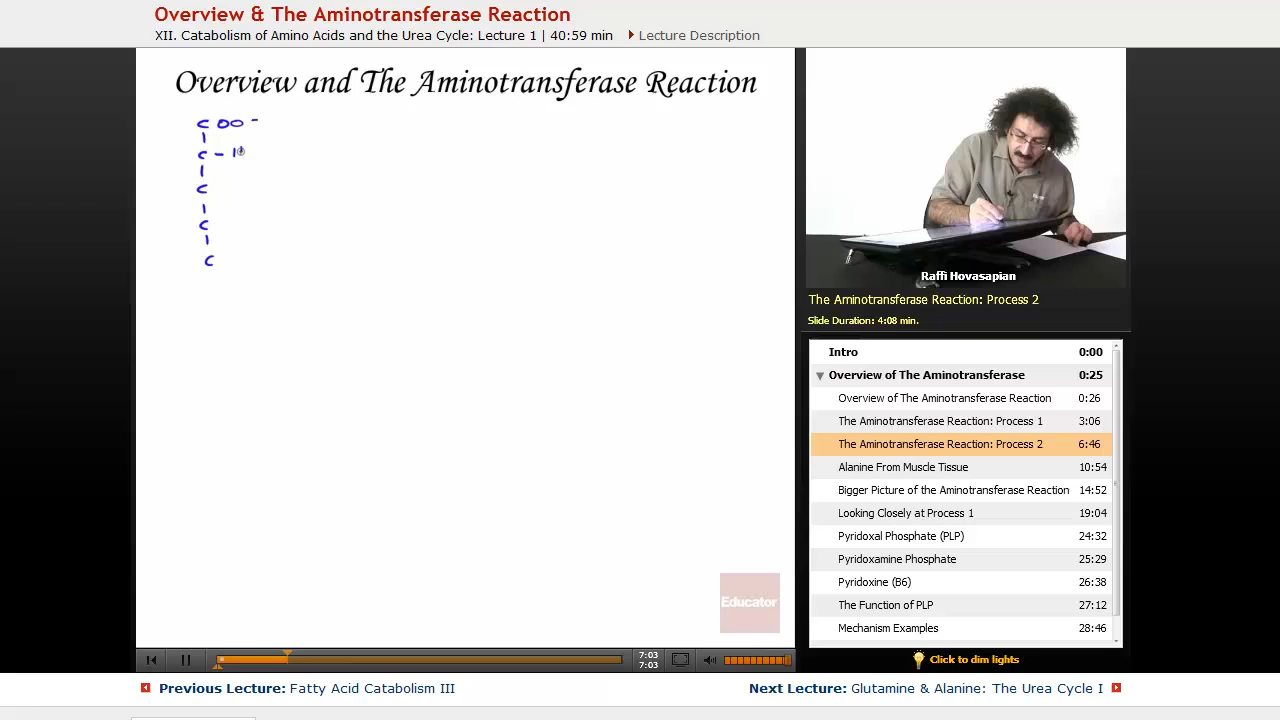 Overview & The Aminotransferase Reaction
XII. Catabolism of Amino Acids and the Urea Cycle: Lecture 1 | 40:59 min Lecture Description
Overview and The Aminotransferase Reaction
COO -
C -
C
C
C
Educator
Raffi Hovasapian
The Aminotransferase Reaction: Process 2
Slide Duration: 4:08 min.
Intro 0:00
Overview of The Aminotransferase 0:25
Overview of The Aminotransferase Reaction 0:26
The Aminotransferase Reaction: Process 1 3:06
The Aminotransferase Reaction: Process 2 6:46
Alanine From Muscle Tissue 10:54
Bigger Picture of the Aminotransferase Reaction 14:52
Looking Closely at Process 1 19:04
Pyridoxal Phosphate (PLP) 24:32
Pyridoxamine Phosphate 25:29
Pyridoxine (B6) 26:38
The Function of PLP 27:12
Mechanism Examples 28:46
7:03
7:03
Click to dim lights
Previous Lecture: Fatty Acid Catabolism III
Next Lecture: Glutamine & Alanine: The Urea Cycle I